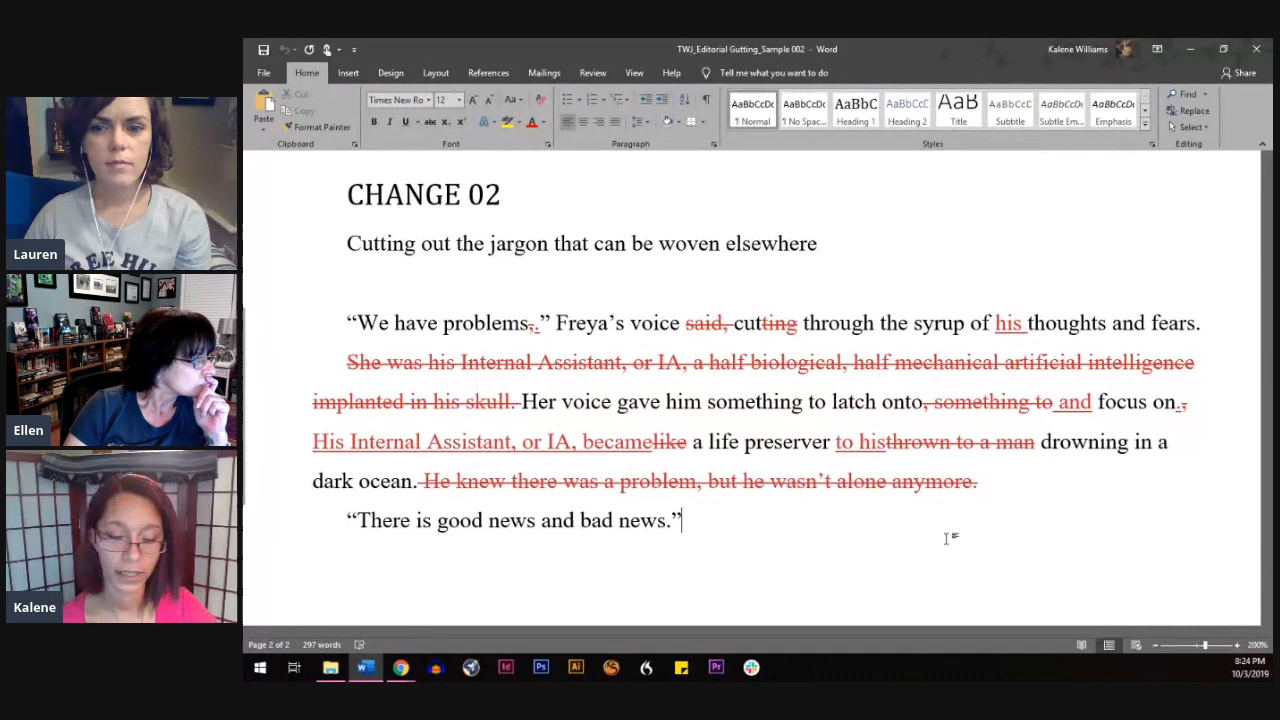 TWJ_Editorial Gutting_Sample 002 - Word
Kalene Williams
File Home Insert Design Layout References Mailings Review View Help Tell me what you want to do
Share
Paste
Cut
Copy
Format Painter
Clipboard
Times New Ro 12
Font
Paragraph
AaBbCcDc AaBbCcDc AaBbC AaBbCcC AaB AaBbCcD AaBbCcDc AaBbCcDc
¶ Normal ¶ No Spac... Heading 1 Heading 2 Title Subtitle Subtle Em... Emphasis
Styles
Find
Replace
Select
Editing
CHANGE 02
Cutting out the jargon that can be woven elsewhere
“We have problems,.” Freya’s voice said, cutting through the syrup of his thoughts and fears.
She was his Internal Assistant, or IA, a half biological, half mechanical artificial intelligence
implanted in his skull. Her voice gave him something to latch onto, something to and focus on.,
His Internal Assistant, or IA, becamelike a life preserver to histhrown to a man drowning in a
dark ocean. He knew there was a problem, but he wasn’t alone anymore.
“There is good news and bad news.”
Page 2 of 2 297 words
200%
8:24 PM
10/3/2019
Lauren
Ellen
Kalene